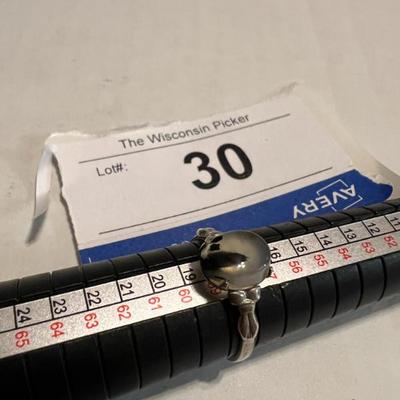 The Wisconsin Picker
Lot#:
30
AVERY
24 23 22 21 20 19 16 15 14 13 12
65 64 63 62 61 60 57 56 55 54 53 52